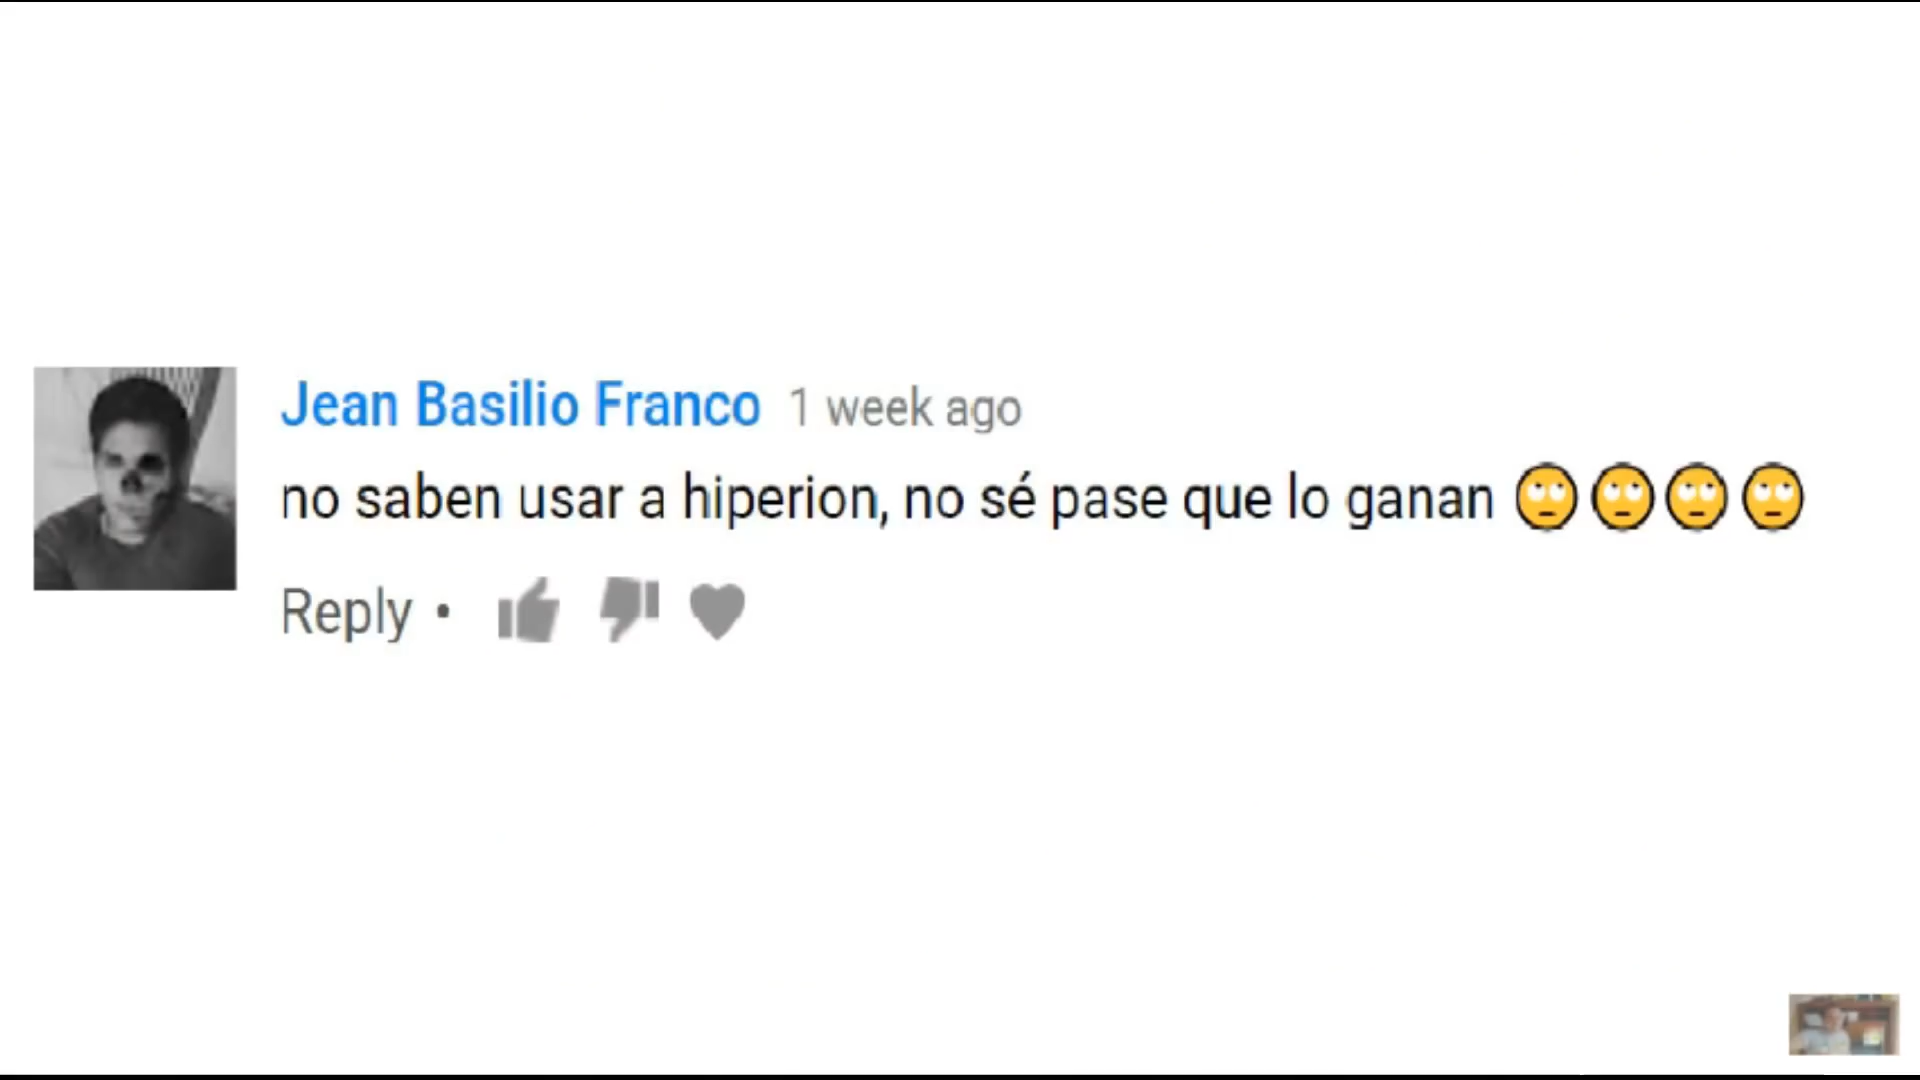 Jean Basilio Franco 1 week ago
no saben usar a hiperion, no sé pase que lo ganan 🙄🙄🙄🙄
Reply •